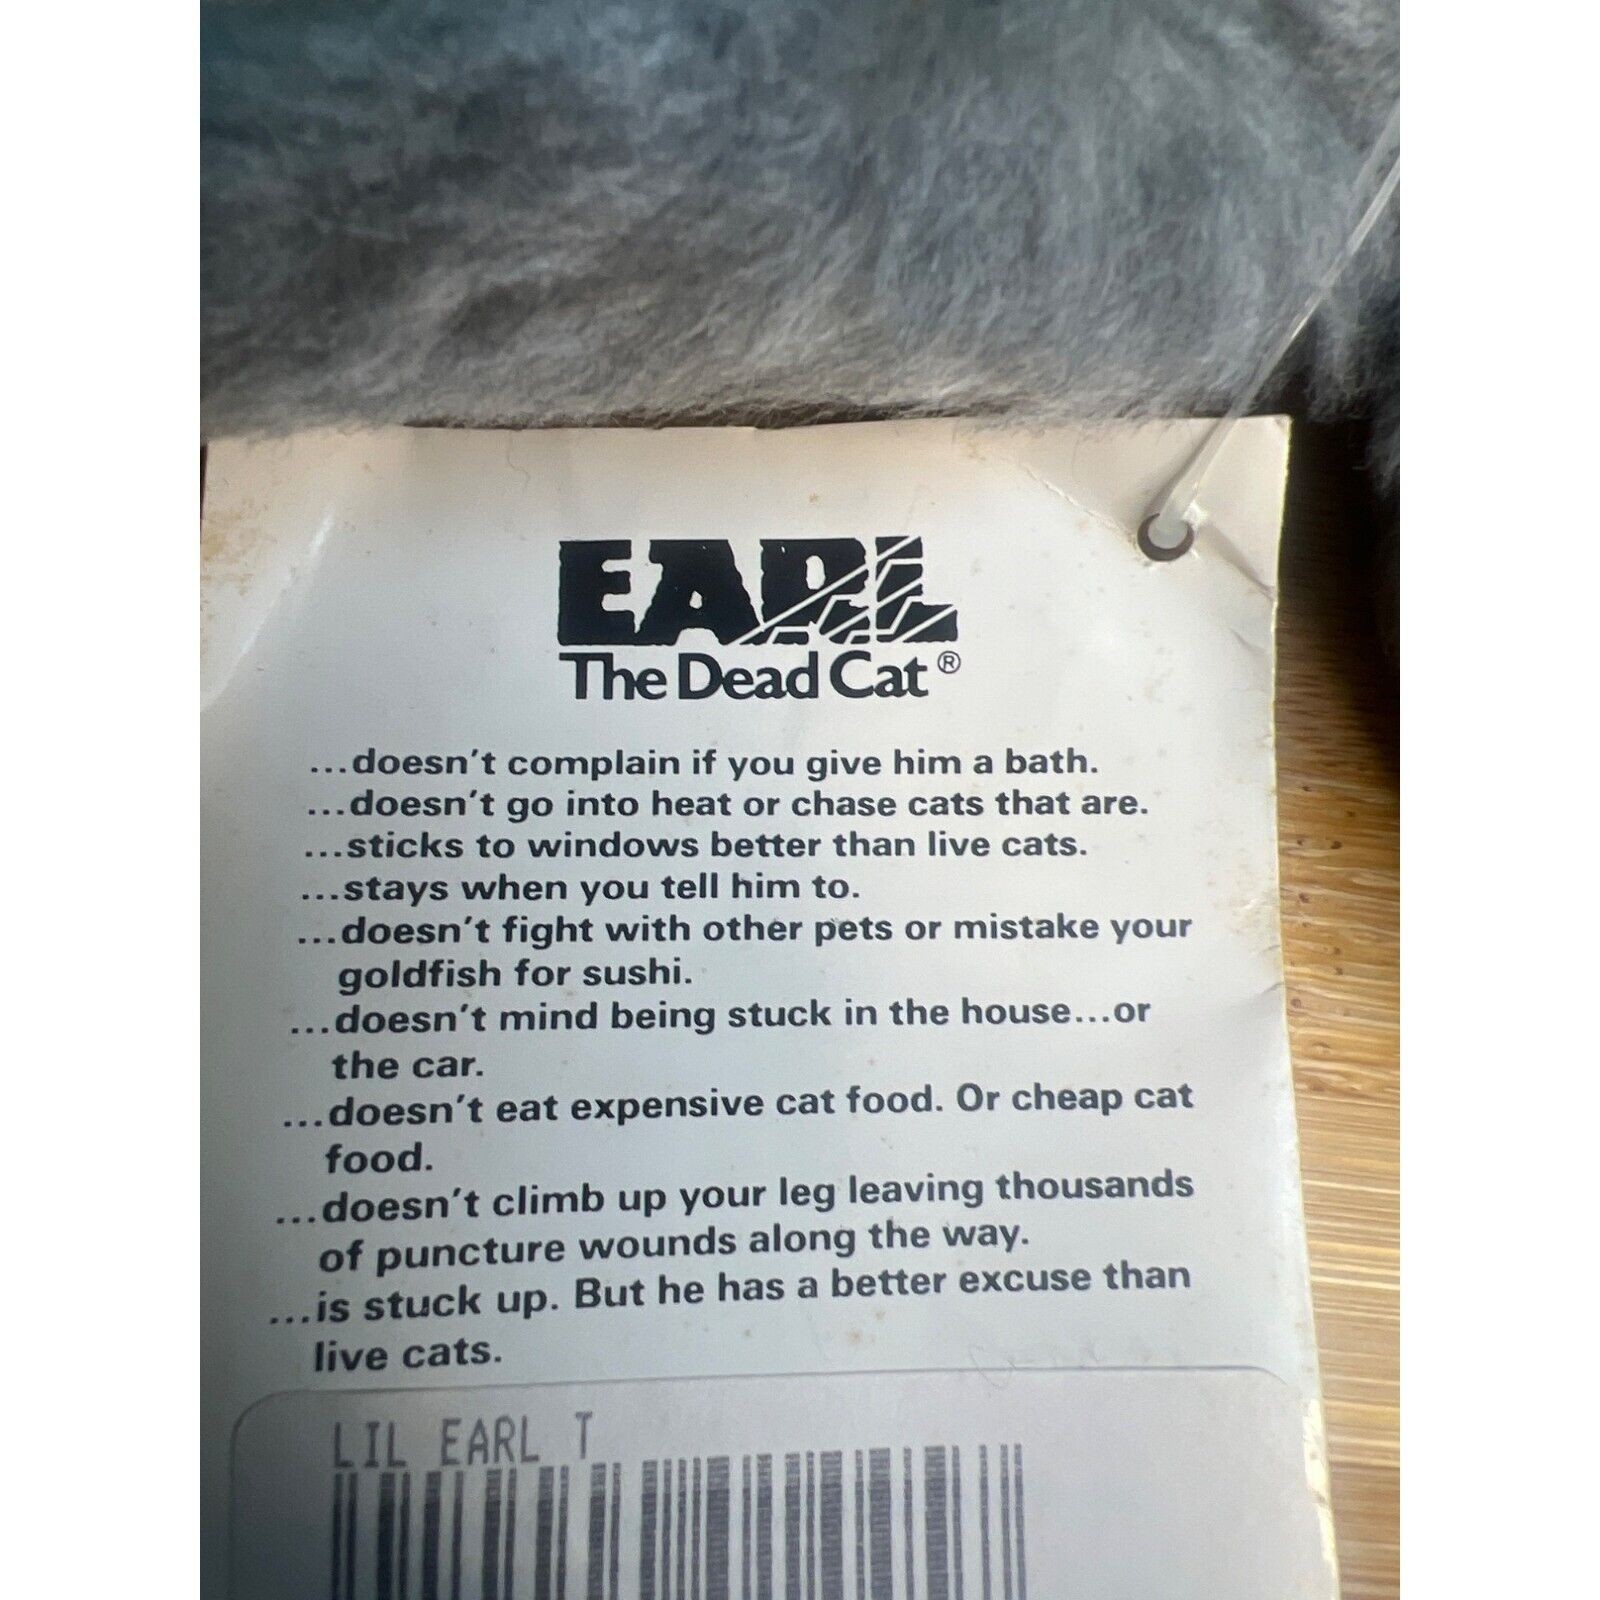 EARL
The Dead Cat®
...doesn't complain if you give him a bath.
...doesn't go into heat or chase cats that are.
...sticks to windows better than live cats.
...stays when you tell him to.
...doesn't fight with other pets or mistake your
goldfish for sushi.
...doesn't mind being stuck in the house...or
the car.
...doesn't eat expensive cat food. Or cheap cat
food.
...doesn't climb up your leg leaving thousands
of puncture wounds along the way.
...is stuck up. But he has a better excuse than
live cats.
LIL EARL T